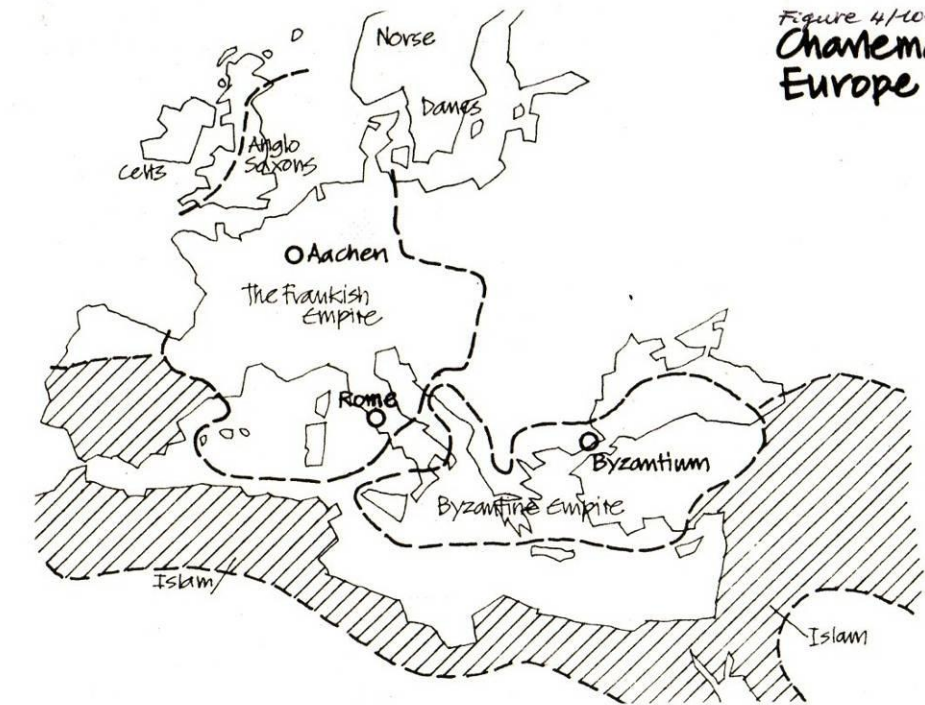 Figure 4/10
Charlem
Europe
Norse
Danes
Celts
Anglo
Saxons
Aachen
The Frankish
Empire
Rome
Byzantium
Byzantine Empire
Islam
Islam